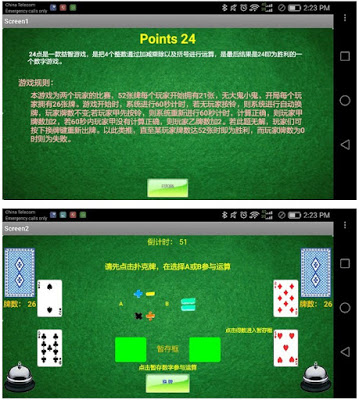 China Telecom
Emergency calls only
2:23 PM
Screen1
Points 24
24点是一款益智游戏，是把4个整数通过加减乘除以及括号进行运算，是最后结果是24即为胜利的一个数学游戏。
游戏规则：
本游戏为两个玩家的比赛，52张牌每个玩家开始拥有21张，无大鬼小鬼，开局每个玩
家拥有26张牌。游戏开始时，系统进行60秒计时，若无玩家按铃，则系统进行自动换
牌，玩家牌数不变;若玩家甲先按铃，则系统重新进行60秒计时，计算正确，则玩家甲
牌数加2，若60秒内玩家甲没有计算正确，则玩家乙牌数加2。若此题无解，玩家们可
按下换牌键重新出牌。以此类推，直至某玩家牌数达52张时即为胜利，而玩家牌数为0
时则为失败。
China Telecom
Emergency calls only
2:23 PM
Screen2
倒计时： 51
请先点击扑克牌，在选择A或B参与运算
牌数： 26
A
B
牌数： 26
点击可能进入暂存框
暂存框
点击暂存数字参与运算